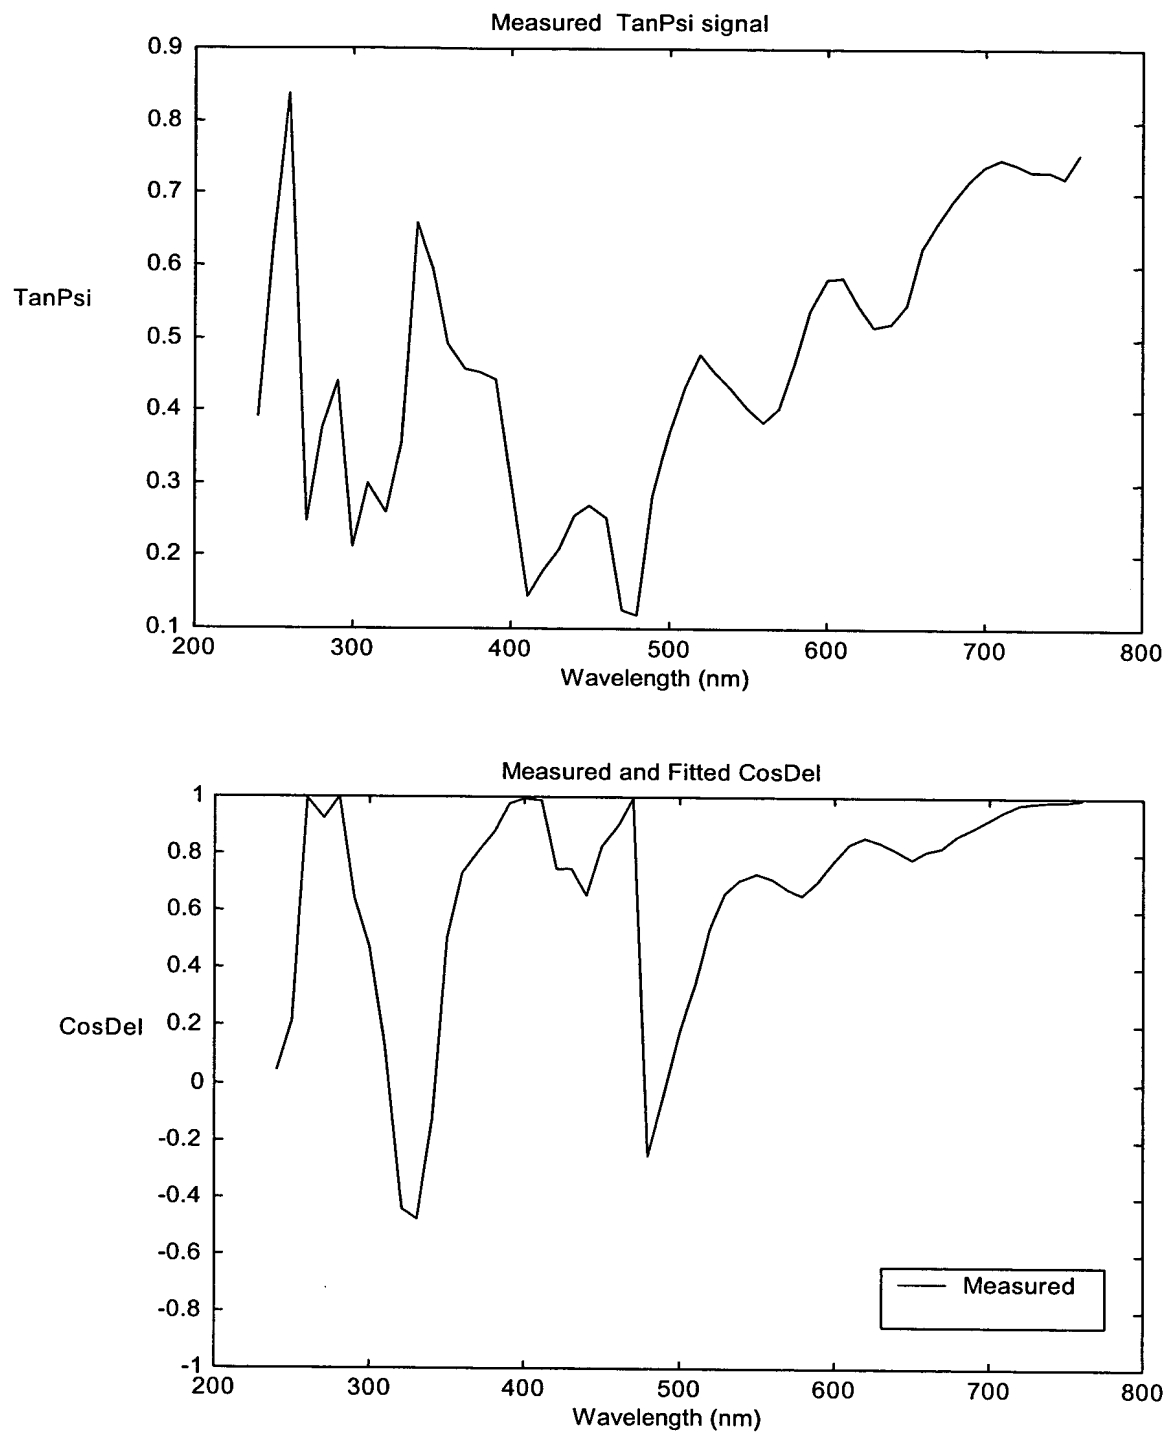 Measured TanPsi signal
0.9
0.8
0.7
0.6
TanPsi
0.5
0.4
0.3
0.2
0.1
200 300 400 500 600 700 800
Wavelength (nm)
Measured and Fitted CosDel
1
0.8
0.6
0.4
CosDel 0.2
0
-0.2
-0.4
-0.6
Measured
-0.8
-1
200 300 400 500 600 700 800
Wavelength (nm)